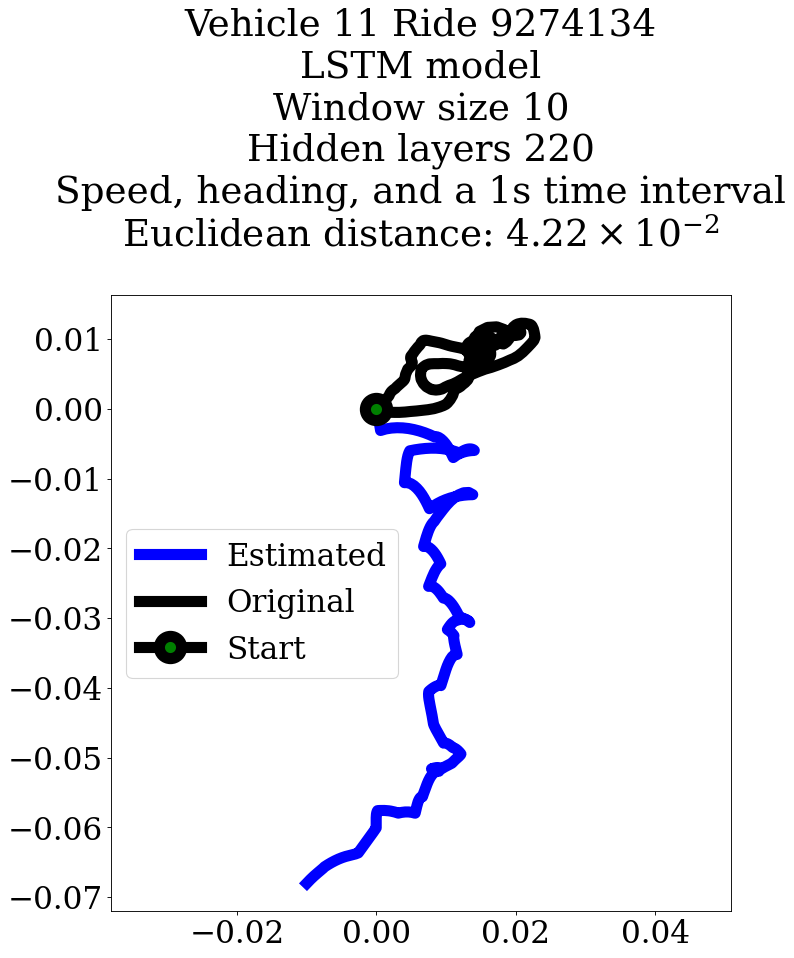 Vehicle 11 Ride 9274134
LSTM model
Window size 10
Hidden layers 220
Speed, heading, and a 1s time interval
Euclidean distance: 4.22 × 10⁻²
0.01
0.00
−0.01
−0.02
−0.03
−0.04
−0.05
−0.06
−0.07
Estimated
Original
Start
−0.02 0.00 0.02 0.04